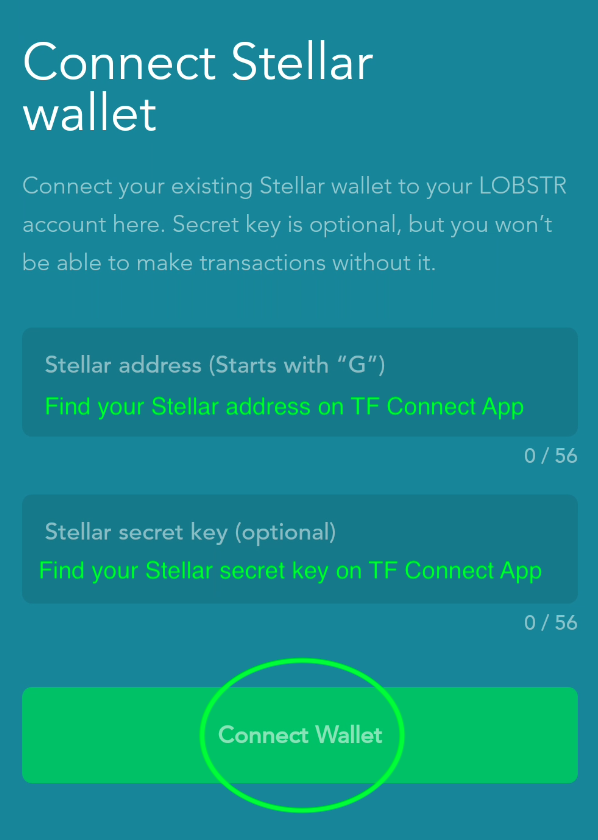 Connect Stellar
wallet
Connect your existing Stellar wallet to your LOBSTR
account here. Secret key is optional, but you won’t
be able to make transactions without it.
Stellar address (Starts with “G”)
Find your Stellar address on TF Connect App
0 / 56
Stellar secret key (optional)
Find your Stellar secret key on TF Connect App
0 / 56
Connect Wallet